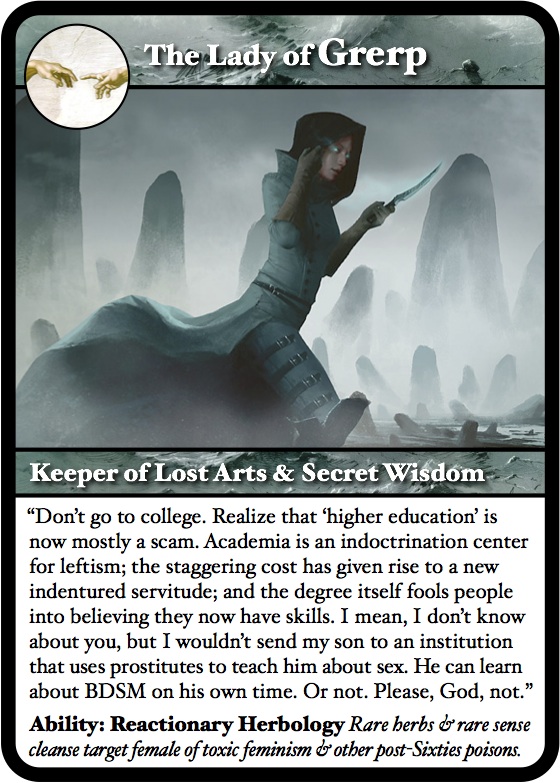 The Lady of Grerp
Keeper of Lost Arts & Secret Wisdom
“Don’t go to college. Realize that ‘higher education’ is
now mostly a scam. Academia is an indoctrination center
for leftism; the staggering cost has given rise to a new
indentured servitude; and the degree itself fools people
into believing they now have skills. I mean, I don’t know
about you, but I wouldn’t send my son to an institution
that uses prostitutes to teach him about sex. He can learn
about BDSM on his own time. Or not. Please, God, not.”
Ability: Reactionary Herbology Rare herbs & rare sense
cleanse target female of toxic feminism & other post-Sixties poisons.